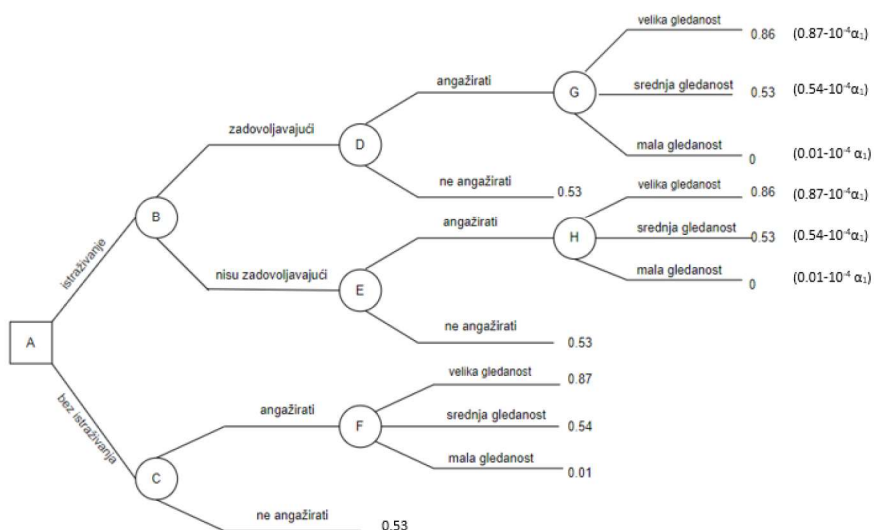 velika gledanost 0.86 (0.87-10⁻⁴α₁)
angažirati G srednja gledanost 0.53 (0.54-10⁻⁴α₁)
zadovoljavajući D mala gledanost 0 (0.01-10⁻⁴ α₁)
ne angažirati 0.53 velika gledanost 0.86 (0.87-10⁻⁴α₁)
B angažirati H srednja gledanost 0.53 (0.54-10⁻⁴α₁)
istraživanje nisu zadovoljavajući E mala gledanost 0 (0.01-10⁻⁴ α₁)
ne angažirati 0.53
A
velika gledanost 0.87
bez istraživanja angažirati F srednja gledanost 0.54
mala gledanost 0.01
C
ne angažirati 0.53